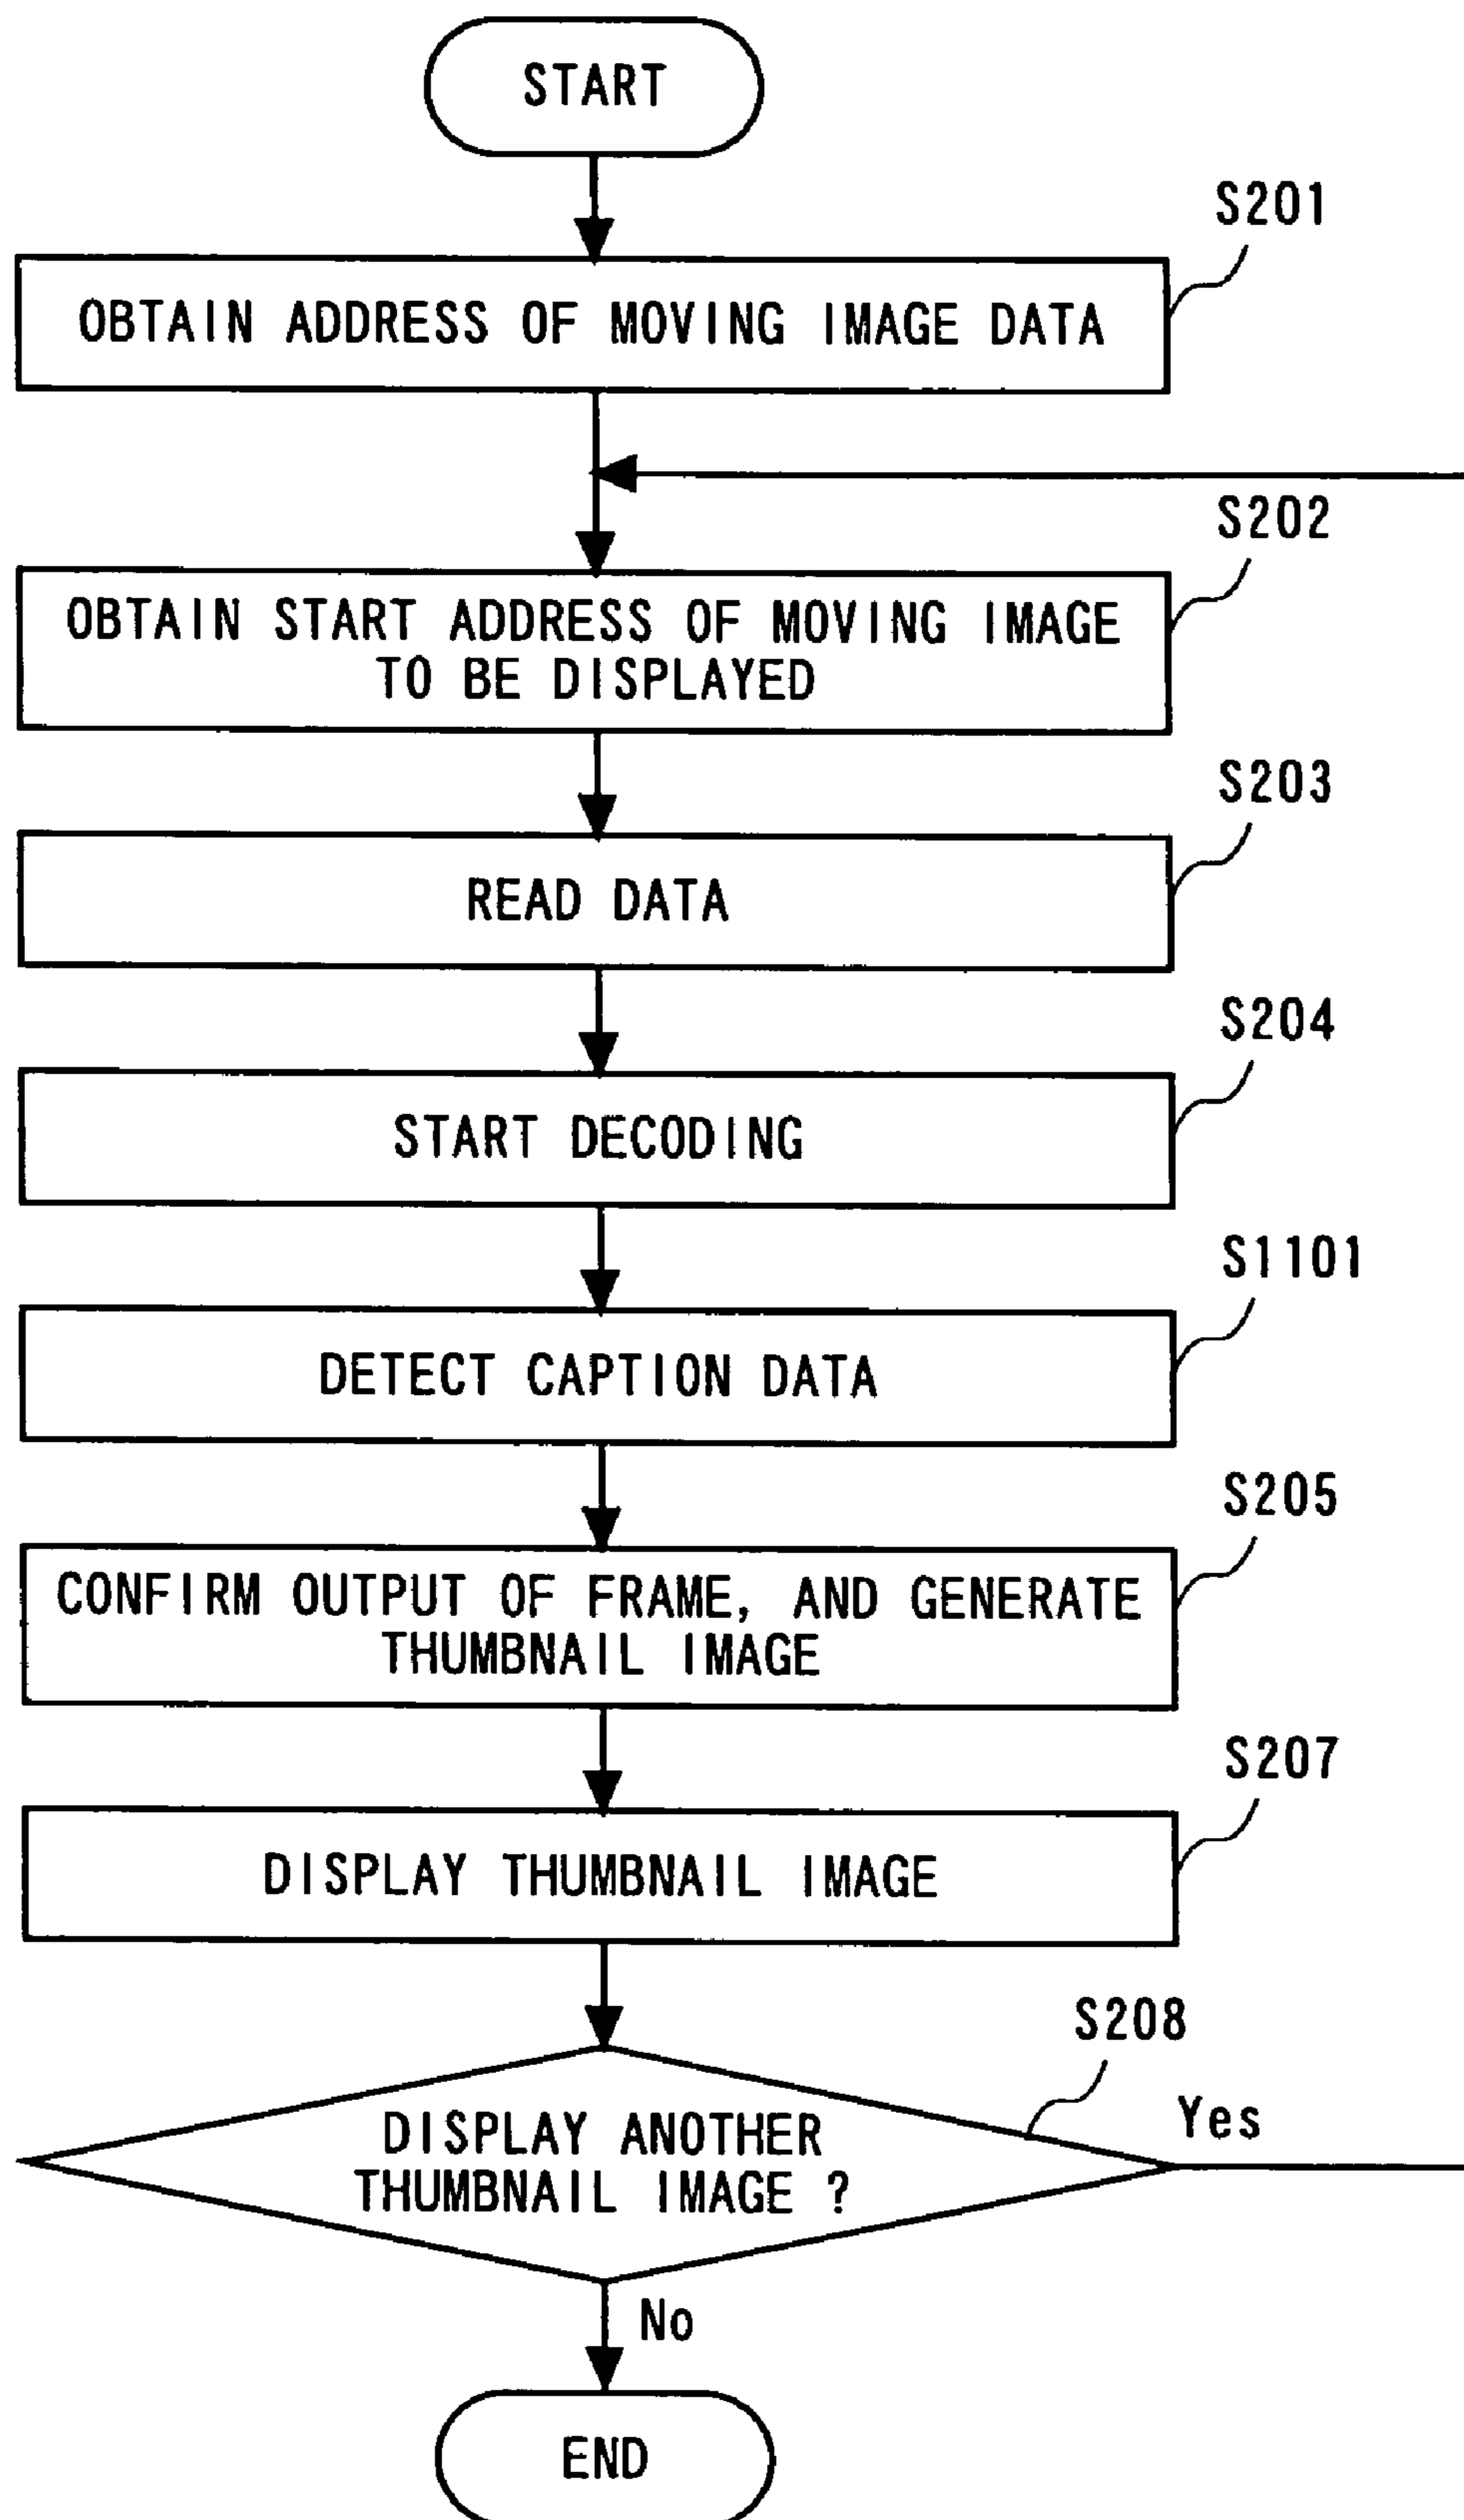 START
S201
OBTAIN ADDRESS OF MOVING IMAGE DATA
S202
OBTAIN START ADDRESS OF MOVING IMAGE
TO BE DISPLAYED
S203
READ DATA
S204
START DECODING
S1101
DETECT CAPTION DATA
S205
CONFIRM OUTPUT OF FRAME, AND GENERATE
THUMBNAIL IMAGE
S207
DISPLAY THUMBNAIL IMAGE
S208
DISPLAY ANOTHER
THUMBNAIL IMAGE ?
Yes
No
END